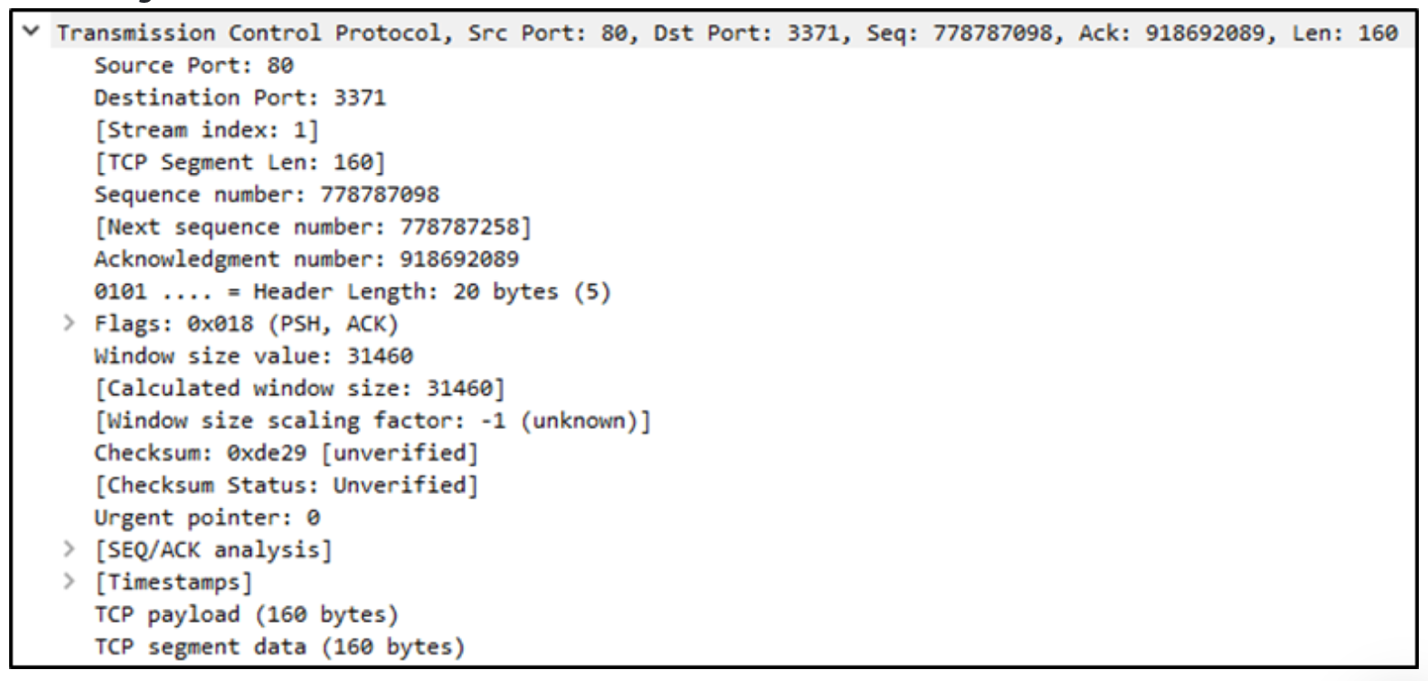 Transmission Control Protocol, Src Port: 80, Dst Port: 3371, Seq: 778787098, Ack: 918692089, Len: 160
Source Port: 80
Destination Port: 3371
[Stream index: 1]
[TCP Segment Len: 160]
Sequence number: 778787098
[Next sequence number: 778787258]
Acknowledgment number: 918692089
0101 .... = Header Length: 20 bytes (5)
Flags: 0x018 (PSH, ACK)
Window size value: 31460
[Calculated window size: 31460]
[Window size scaling factor: -1 (unknown)]
Checksum: 0xde29 [unverified]
[Checksum Status: Unverified]
Urgent pointer: 0
[SEQ/ACK analysis]
[Timestamps]
TCP payload (160 bytes)
TCP segment data (160 bytes)